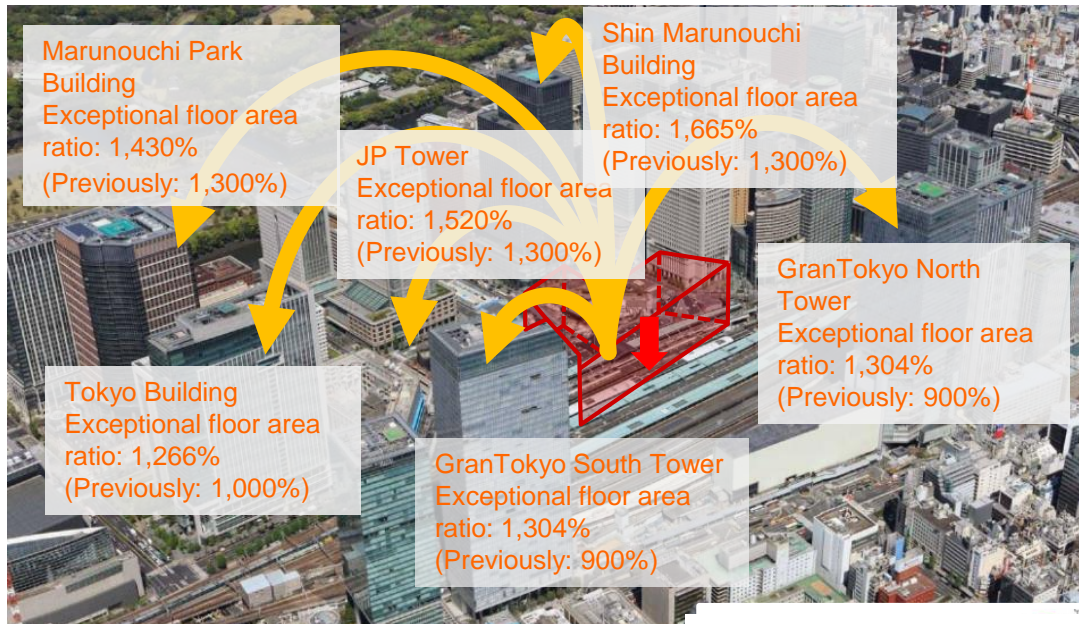 Marunouchi Park
Building
Exceptional floor area
ratio: 1,430%
(Previously: 1,300%)
Shin Marunouchi
Building
Exceptional floor area
ratio: 1,665%
(Previously: 1,300%)
JP Tower
Exceptional floor area
ratio: 1,520%
(Previously: 1,300%)
GranTokyo North
Tower
Exceptional floor area
ratio: 1,304%
(Previously: 900%)
Tokyo Building
Exceptional floor area
ratio: 1,266%
(Previously: 1,000%)
GranTokyo South Tower
Exceptional floor area
ratio: 1,304%
(Previously: 900%)